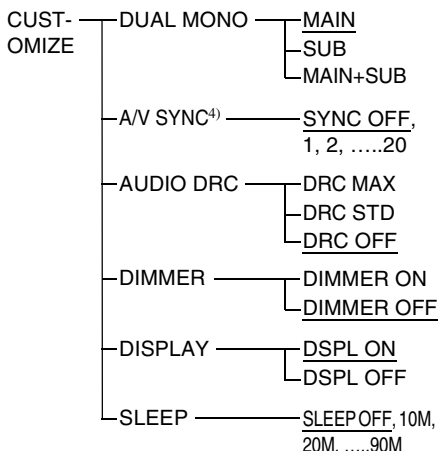 CUST-
OMIZE
DUAL MONO
MAIN
SUB
MAIN+SUB
A/V SYNC4)
SYNC OFF,
1, 2, .....20
AUDIO DRC
DRC MAX
DRC STD
DRC OFF
DIMMER
DIMMER ON
DIMMER OFF
DISPLAY
DSPL ON
DSPL OFF
SLEEP
SLEEP OFF, 10M,
20M, .....90M